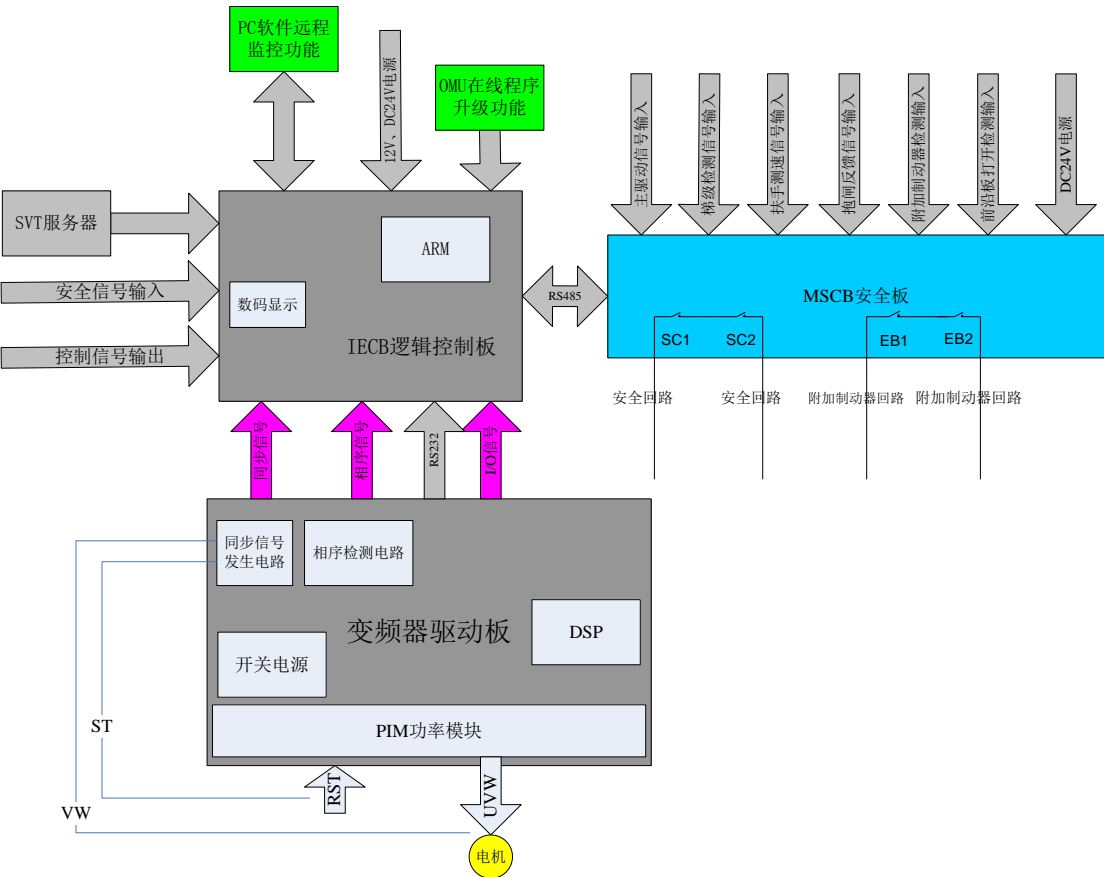 PC软件远程
监控功能
12V、DC24V电源
OMU在线程序
升级功能
主驱动信号输入
梯级检测信号输入
扶手测速信号输入
抱闸反馈信号输入
附加制动器检测输入
前沿板打开检测输入
DC24V电源
SVT服务器
安全信号输入
控制信号输出
ARM
数码显示
IECB逻辑控制板
RS485
MSCB安全板
SC1
SC2
EB1
EB2
安全回路
安全回路
附加制动器回路
附加制动器回路
同步信号
相序信号
RS232
I/O信号
同步信号
发生电路
相序检测电路
变频器驱动板
DSP
开关电源
PIM功率模块
ST
VW
RST
UVW
电机